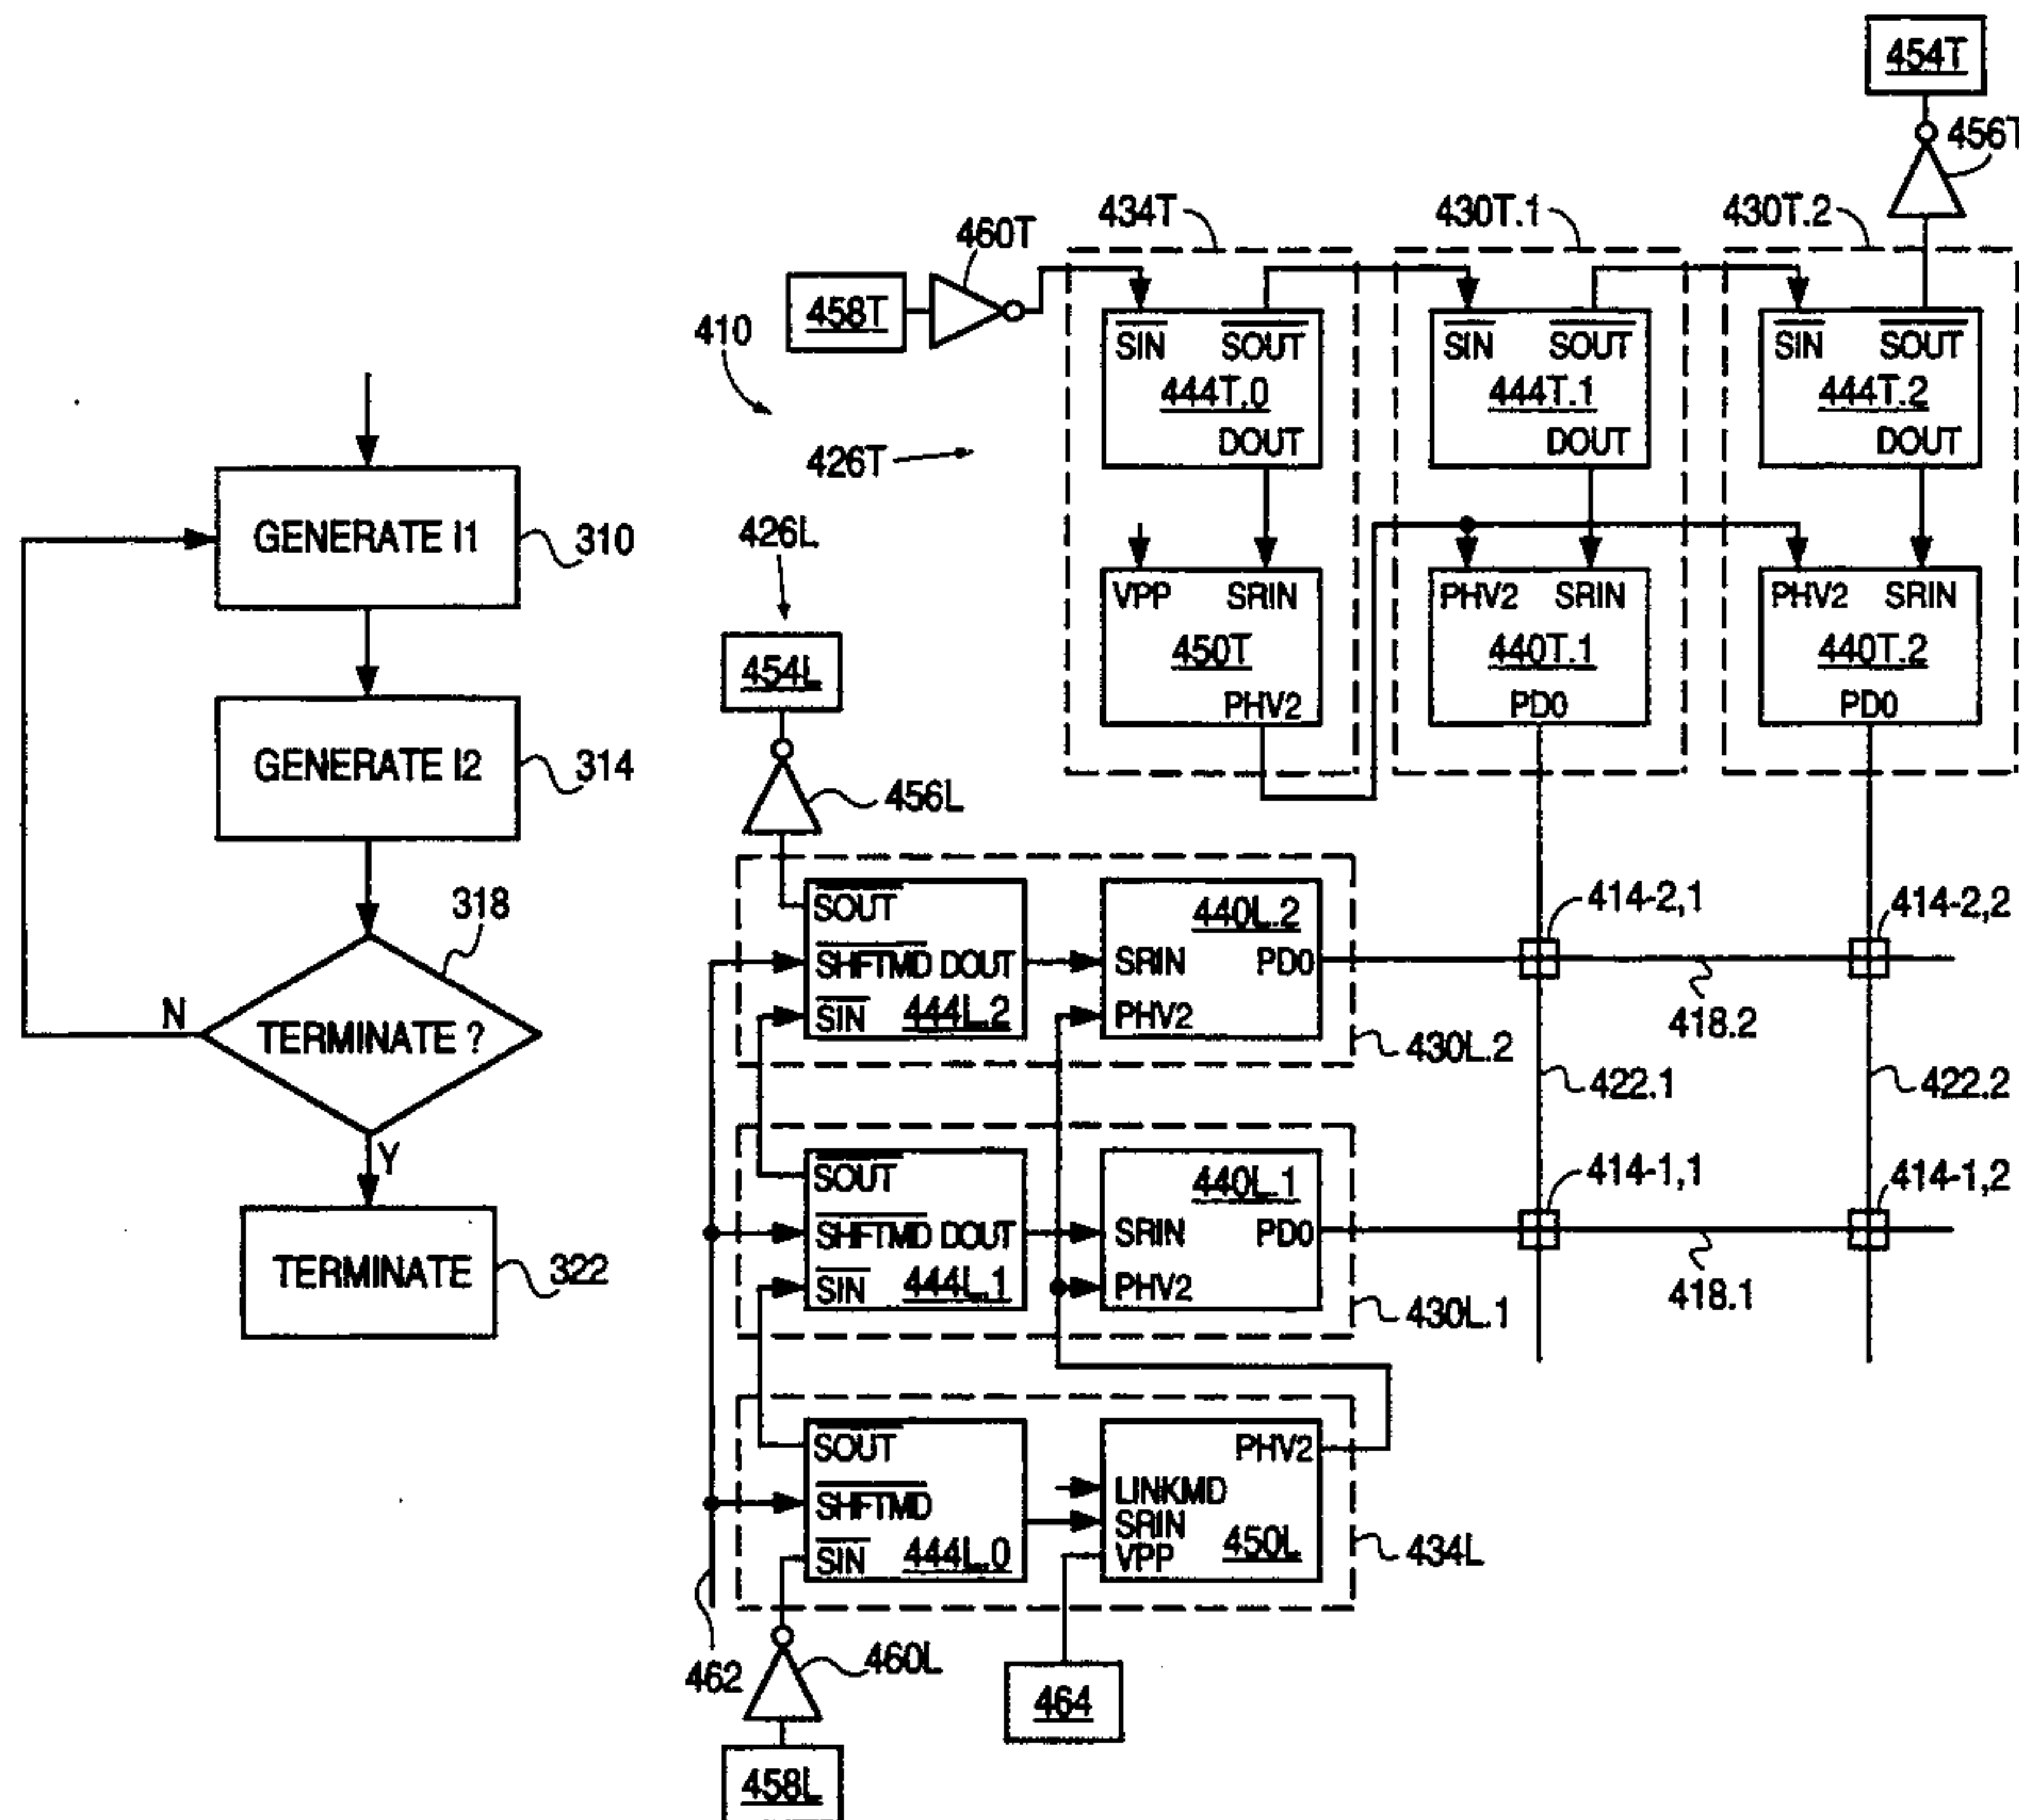 GENERATE I1
310
GENERATE I2
314
318
TERMINATE ?
N
Y
TERMINATE
322
454T
456T
434T
430T.1
430T.2
460T
458T
410
426T
SIN SOUT
444T.0
DOUT
SIN SOUT
444T.1
DOUT
SIN SOUT
444T.2
DOUT
VPP SRIN
450T
PHV2
PHV2 SRIN
440T.1
PD0
PHV2 SRIN
440T.2
PD0
426L
454L
456L
SOUT
SHFTMD DOUT
SIN 444L.2
440L.2
SRIN PD0
PHV2
430L.2
414-2,1
414-2,2
418.2
422.1
422.2
SOUT
SHFTMD DOUT
SIN 444L.1
440L.1
SRIN PD0
PHV2
430L.1
414-1,1
414-1,2
418.1
SOUT
SHFTMD
SIN 444L.0
PHV2
LINKMD
SRIN
VPP 450L
434L
462
460L
464
458L